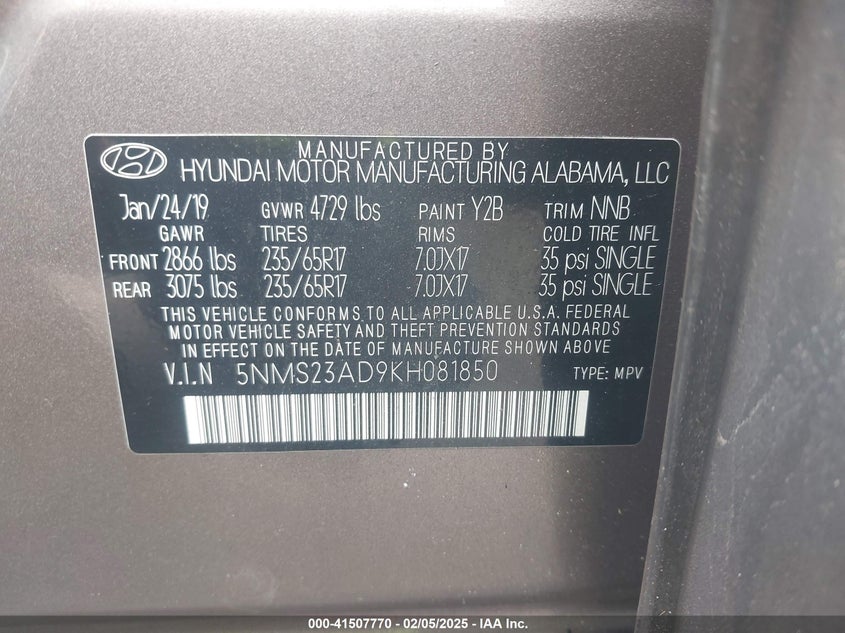 MANUFACTURED BY
HYUNDAI MOTOR MANUFACTURING ALABAMA, LLC
Jan/24/19 GVWR 4729 lbs PAINT Y2B TRIM NNB
GAWR TIRES RIMS COLD TIRE INFL
FRONT 2866 lbs 235/65R17 7.0JX17 35 psi SINGLE
REAR 3075 lbs 235/65R17 7.0JX17 35 psi SINGLE
THIS VEHICLE CONFORMS TO ALL APPLICABLE U.S.A. FEDERAL
MOTOR VEHICLE SAFETY AND THEFT PREVENTION STANDARDS
IN EFFECT ON THE DATE OF MANUFACTURE SHOWN ABOVE
V.I.N 5NMS23AD9KH081850 TYPE: MPV
000-41507770 - 02/05/2025 - IAA Inc.